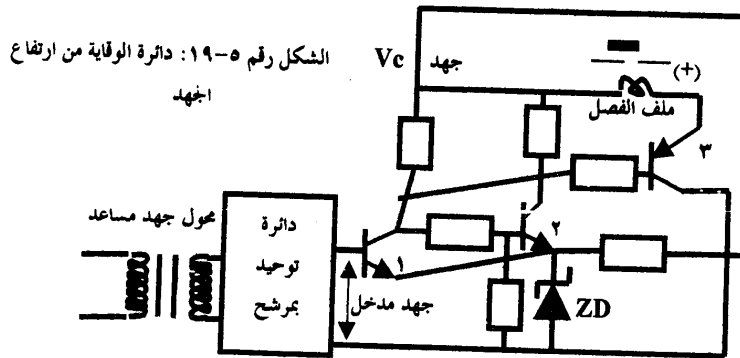 الشكل رقم ٥-١٩: دائرة الوقاية من ارتفاع
الجهد
جهد Vc
(+)
ملف الفصل
٣
محول جهد مساعد
دائرة
توحيد
بمرشح
١
٢
جهد مدخل
ZD